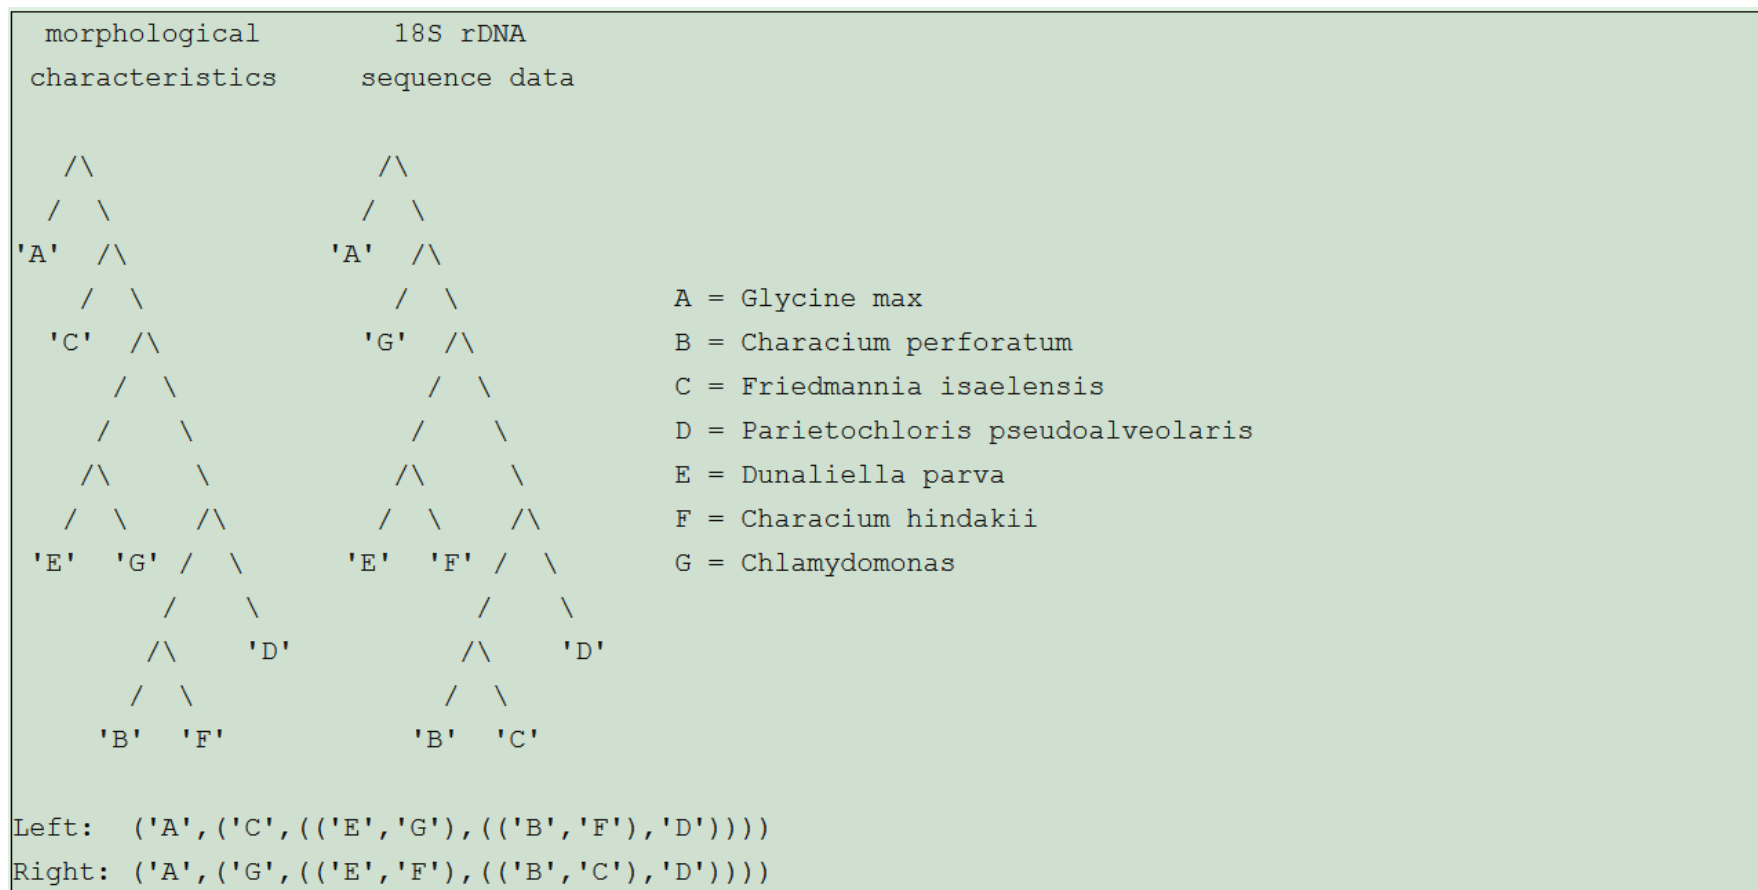 morphological 18S rDNA
characteristics sequence data
/\ /\
/ \ / \
'A' /\ 'A' /\
/ \ / \ A = Glycine max
'C' /\ 'G' /\ B = Characium perforatum
/ \ / \ C = Friedmannia isaelensis
/ \ / \ D = Parietochloris pseudoalveolaris
/\ \ /\ \ E = Dunaliella parva
/ \ /\ / \ /\ F = Characium hindakii
'E' 'G' / \ 'E' 'F' / \ G = Chlamydomonas
/ \ / \
/\ 'D' /\ 'D'
/ \ / \
'B' 'F' 'B' 'C'
Left: ('A',('C',(('E','G'),(('B','F'),'D'))))
Right: ('A',('G',(('E','F'),(('B','C'),'D'))))